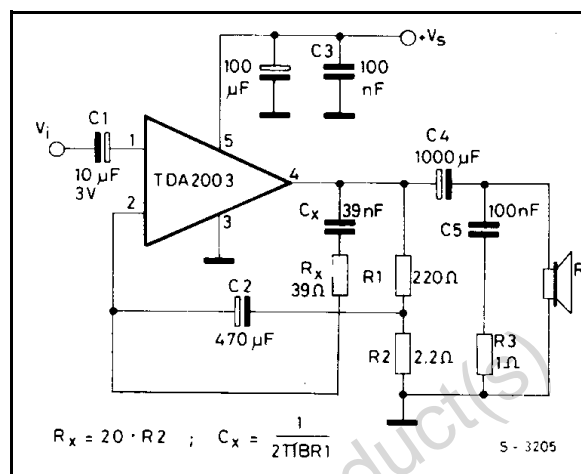 +Vs
C3
100 µF
100 nF
C1
Vi
1
5
10 µF
3V
TDA2003
4
2
3
C4
1000 µF
Cx
39nF
100nF
C5
Rx
39Ω
R1
220Ω
R
C2
470 µF
R2
2.2Ω
R3
1Ω
Rx = 20 · R2 ; Cx = 1 / 2πBR1
S - 3205
duct(s)